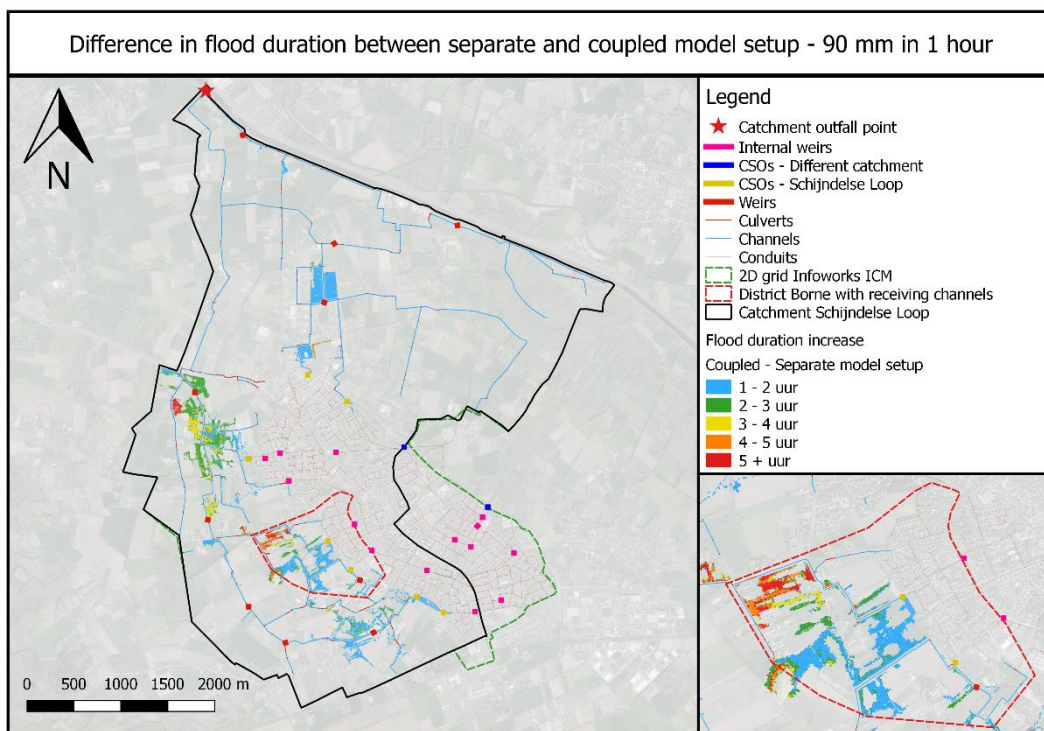 Difference in flood duration between separate and coupled model setup - 90 mm in 1 hour
N
0 500 1000 1500 2000 m
Legend
Catchment outfall point
Internal weirs
CSOs - Different catchment
CSOs - Schijndelse Loop
Weirs
Culverts
Channels
Conduits
2D grid Infoworks ICM
District Borne with receiving channels
Catchment Schijndelse Loop
Flood duration increase
Coupled - Separate model setup
1 - 2 uur
2 - 3 uur
3 - 4 uur
4 - 5 uur
5 + uur